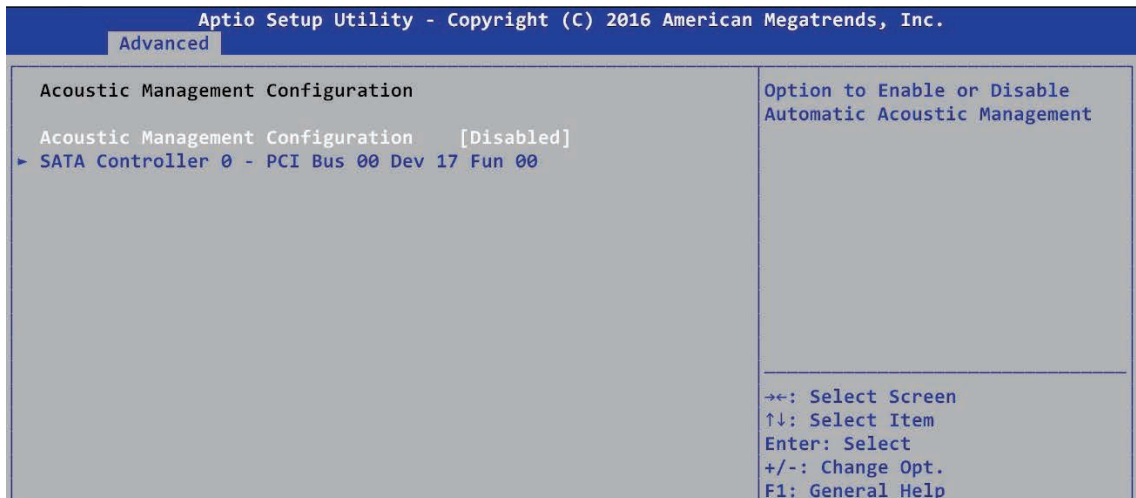 Aptio Setup Utility - Copyright (C) 2016 American Megatrends, Inc.
Advanced
Acoustic Management Configuration
Acoustic Management Configuration [Disabled]
► SATA Controller 0 - PCI Bus 00 Dev 17 Fun 00
Option to Enable or Disable
Automatic Acoustic Management
→←: Select Screen
↑↓: Select Item
Enter: Select
+/-: Change Opt.
F1: General Help